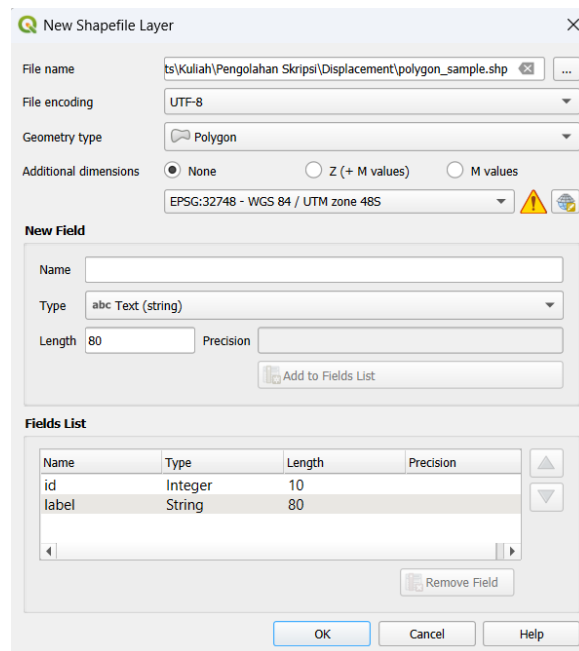 New Shapefile Layer
File name ts\Kuliah\Pengolahan Skripsi\Displacement\polygon_sample.shp ...
File encoding UTF-8
Geometry type Polygon
Additional dimensions None Z (+ M values) M values
EPSG:32748 - WGS 84 / UTM zone 48S
New Field
Name
Type abc Text (string)
Length 80 Precision
Add to Fields List
Fields List
Name Type Length Precision
id Integer 10
label String 80
Remove Field
OK Cancel Help